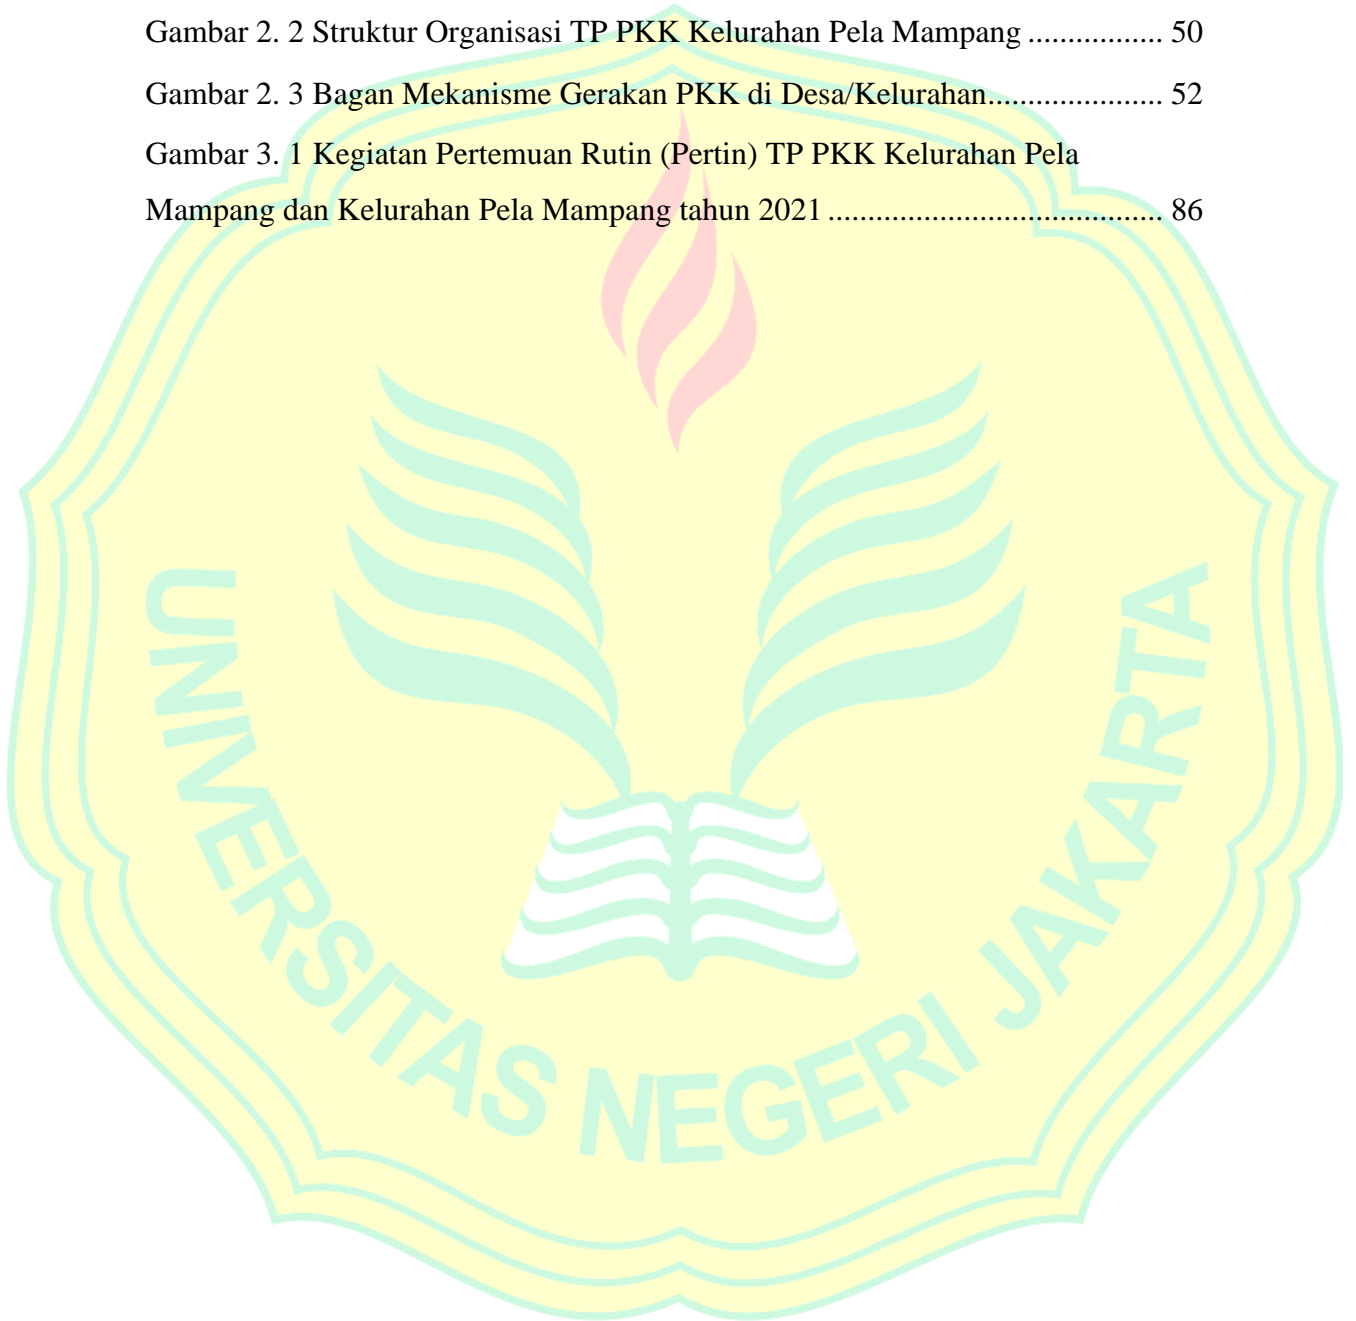 Gambar 2. 2 Struktur Organisasi TP PKK Kelurahan Pela Mampang ................. 50
Gambar 2. 3 Bagan Mekanisme Gerakan PKK di Desa/Kelurahan...................... 52
Gambar 3. 1 Kegiatan Pertemuan Rutin (Pertin) TP PKK Kelurahan Pela
Mampang dan Kelurahan Pela Mampang tahun 2021 ......................................... 86
UNIVERSITAS NEGERI JAKARTA